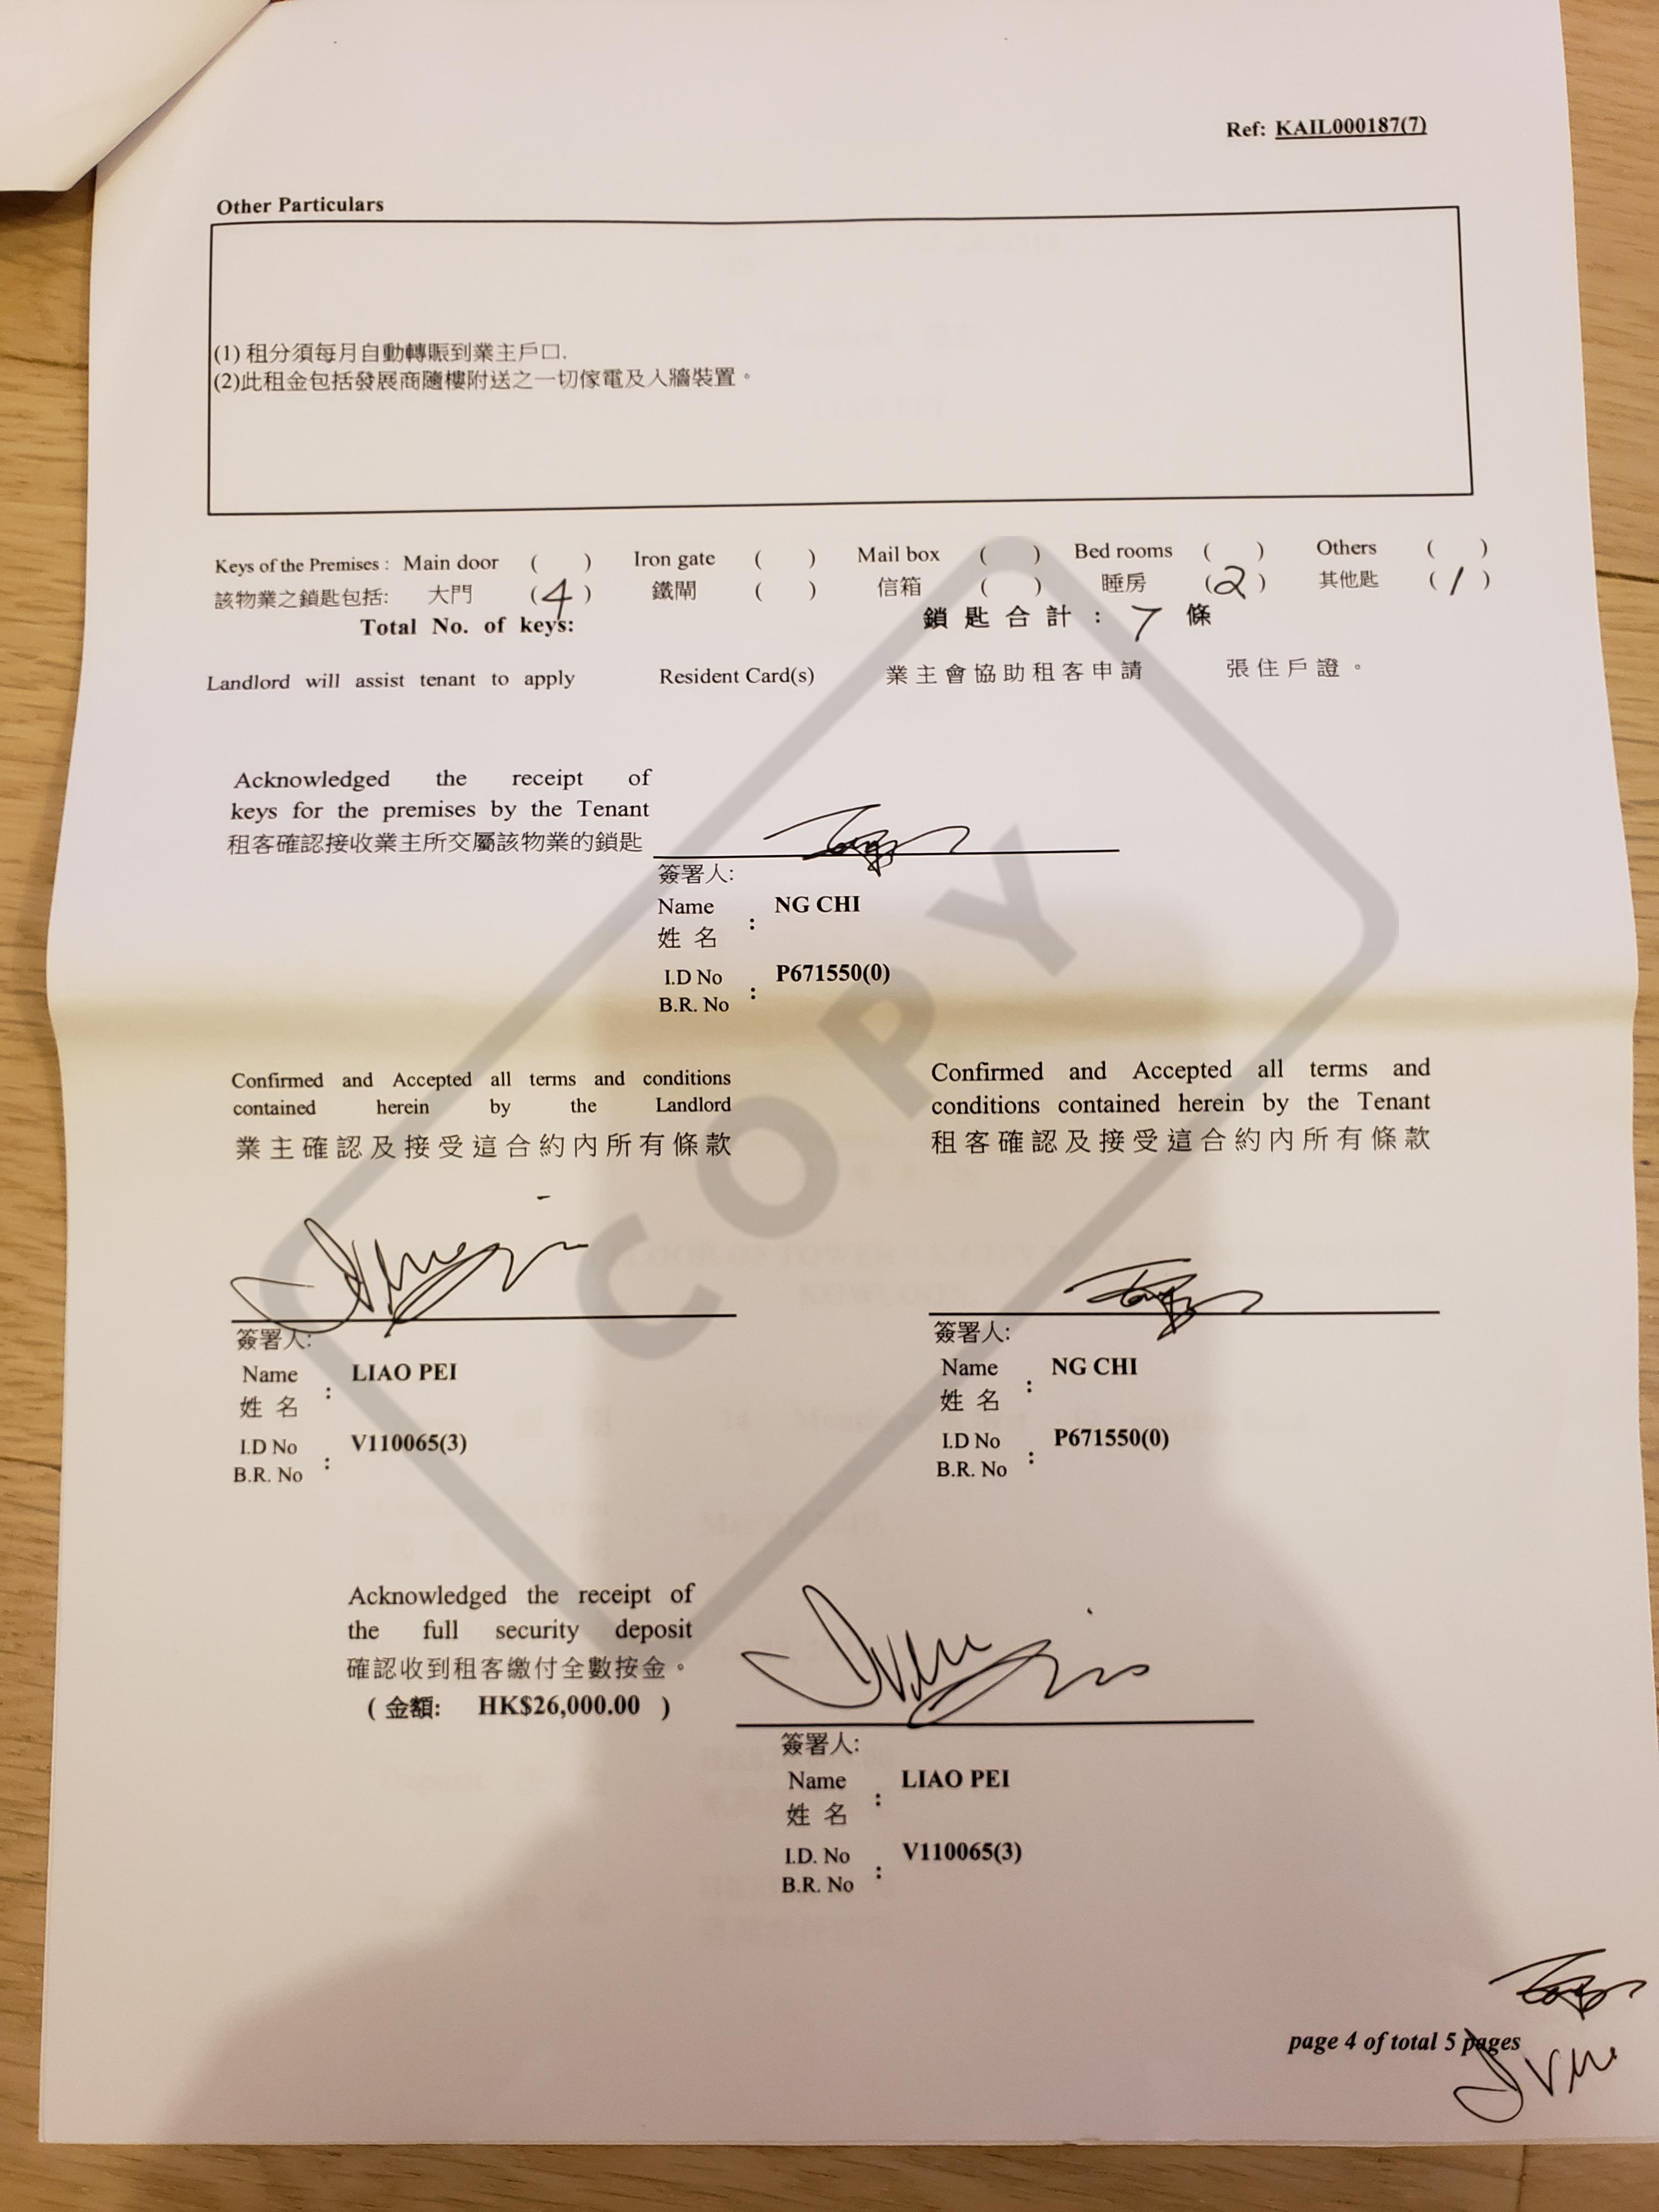 Ref: KAIL000187(7)
Other Particulars
(1) 租分須每月自動轉賬到業主戶口.
(2)此租金包括發展商隨樓附送之一切傢電及入牆裝置。
Keys of the Premises : Main door ( ) Iron gate ( ) Mail box ( ) Bed rooms ( ) Others ( )
該物業之鎖匙包括: 大門 (4) 鐵閘 ( ) 信箱 ( ) 睡房 (2) 其他匙 (1)
Total No. of keys: 鎖匙合計: 7 條
Landlord will assist tenant to apply Resident Card(s) 業主會協助租客申請 張住戶證。
Acknowledged the receipt of
keys for the premises by the Tenant
租客確認接收業主所交屬該物業的鎖匙
簽署人:
Name : NG CHI
姓名
I.D No : P671550(0)
B.R. No
Confirmed and Accepted all terms and conditions
contained herein by the Landlord
業主確認及接受這合約內所有條款
簽署人:
Name : LIAO PEI
姓名
I.D No : V110065(3)
B.R. No
Confirmed and Accepted all terms and
conditions contained herein by the Tenant
租客確認及接受這合約內所有條款
簽署人:
Name : NG CHI
姓名
I.D No : P671550(0)
B.R. No
COPY
Acknowledged the receipt of
the full security deposit
確認收到租客繳付全數按金。
( 金額: HK$26,000.00 )
簽署人:
Name : LIAO PEI
姓名
I.D. No : V110065(3)
B.R. No
page 4 of total 5 pages